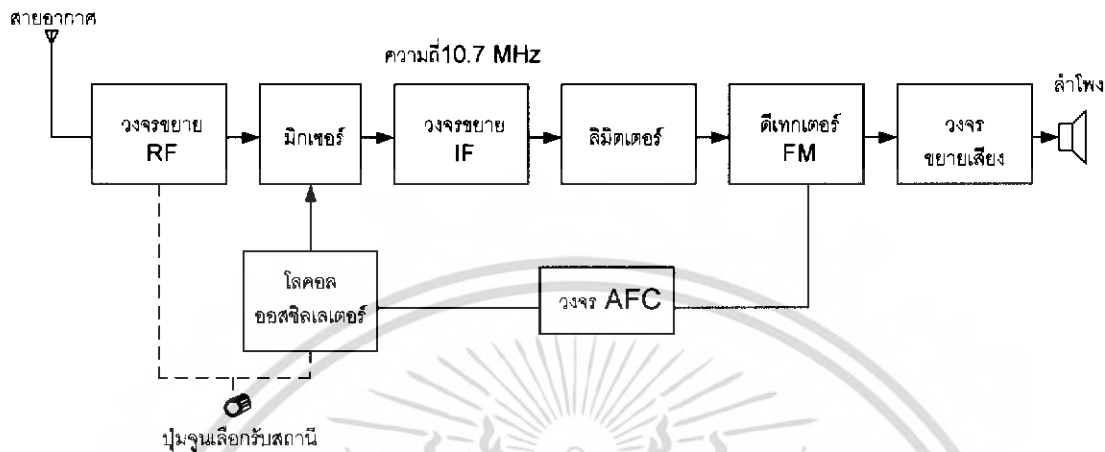 สายอากาศ
ความถี่10.7 MHz
ลำโพง
วงจรขยาย
RF
มิกเซอร์
วงจรขยาย
IF
ลิมิตเตอร์
ดีเทกเตอร์
FM
วงจร
ขยายเสียง
โลคอล
ออสซิลเลเตอร์
วงจร AFC
ปุ่มจูนเลือกรับสถานี